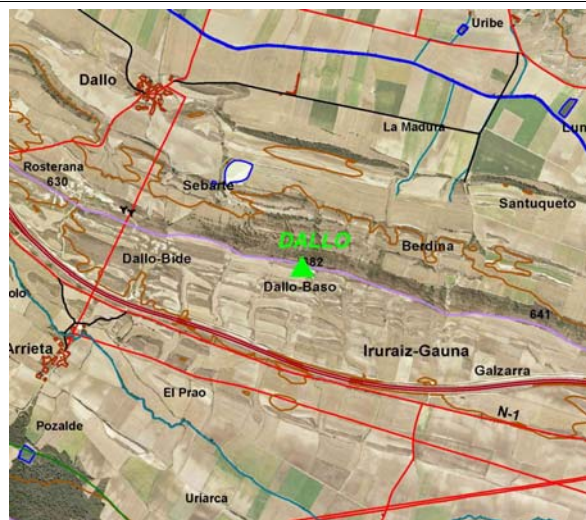 Uribe
Dallo
La Madura
Lun
Rosterana
630
Sebarte
Santuqueto
DALLO
Berdina
Dallo-Bide
682
Dallo-Baso
641
olo
Arrieta
Iruraiz-Gauna
Galzarra
El Prao
N-1
Pozalde
Uriarca